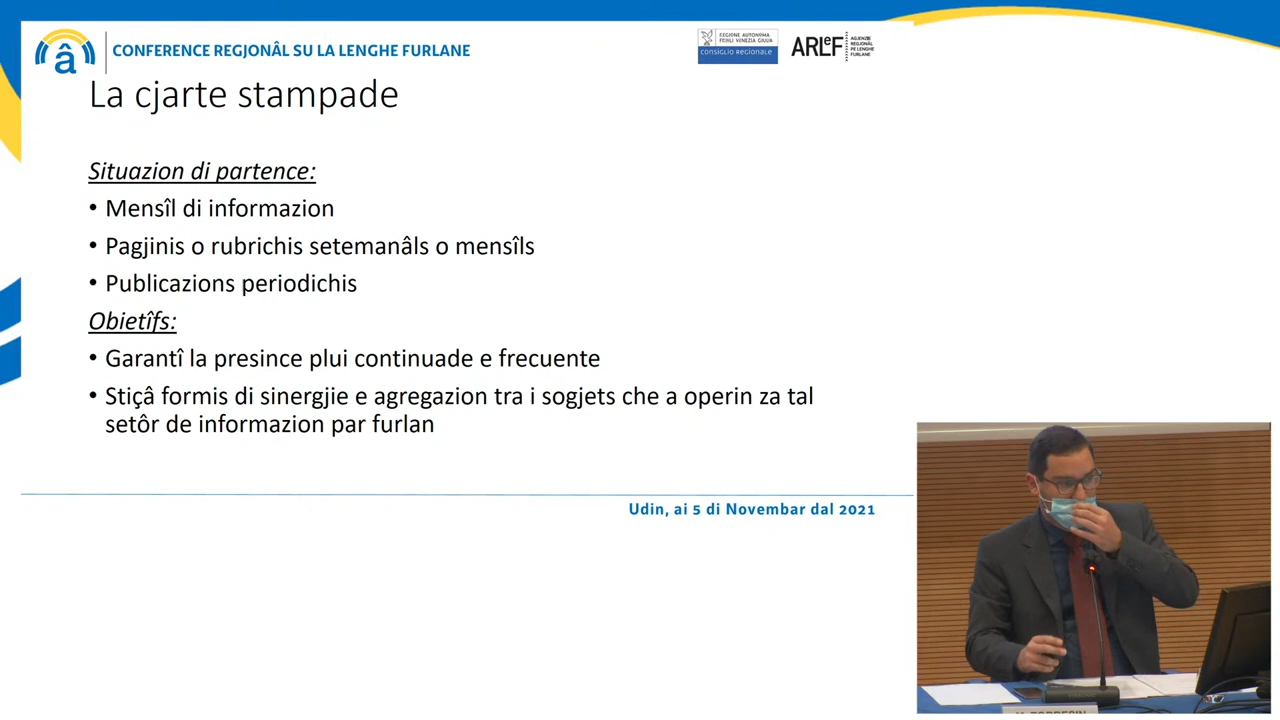 CONFERENCE REGJONÂL SU LA LENGHE FURLANE
â
REGIONE AUTONOMA
FRIULI VENEZIA GIULIA
CONSIGLIO REGIONALE
ARLeF
AGJENZIE
REGJONÂL
PE LENGHE
FURLANE
La cjarte stampade
Situazion di partence:
• Mensîl di informazion
• Pagjinis o rubrichis setemanâls o mensîls
• Publicazions periodichis
Obietîfs:
• Garantî la presince plui continuade e frecuente
• Stiçâ formis di sinergjie e agregazion tra i sogjets che a operin za tal
setôr de informazion par furlan
Udin, ai 5 di Novembar dal 2021